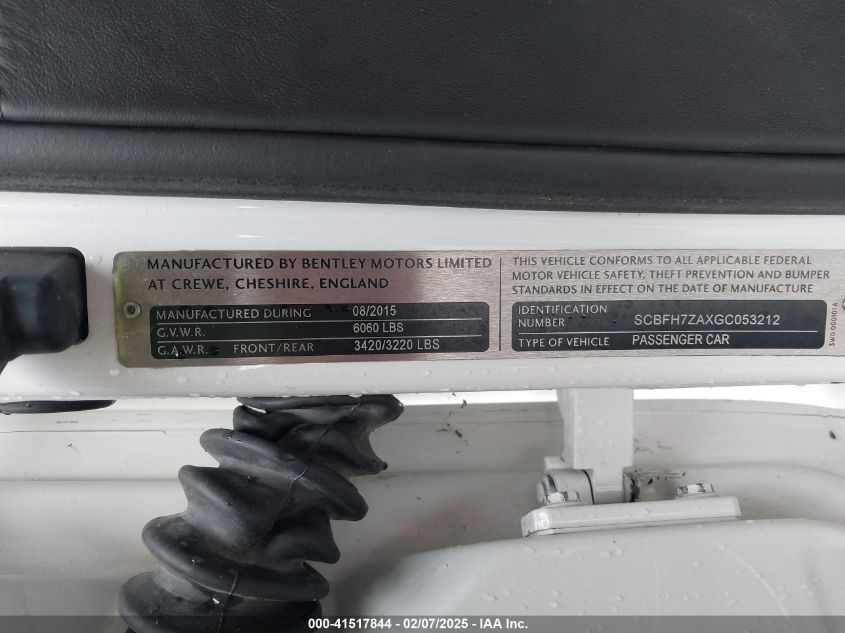 MANUFACTURED BY BENTLEY MOTORS LIMITED
AT CREWE, CHESHIRE, ENGLAND
MANUFACTURED DURING 08/2015
G.V.W.R. 6060 LBS
G.A.W.R. FRONT/REAR 3420/3220 LBS
THIS VEHICLE CONFORMS TO ALL APPLICABLE FEDERAL
MOTOR VEHICLE SAFETY, THEFT PREVENTION AND BUMPER
STANDARDS IN EFFECT ON THE DATE OF MANUFACTURE
IDENTIFICATION
NUMBER SCBFH7ZAXGC053212
TYPE OF VEHICLE PASSENGER CAR
000-41517844 - 02/07/2025 - IAA Inc.